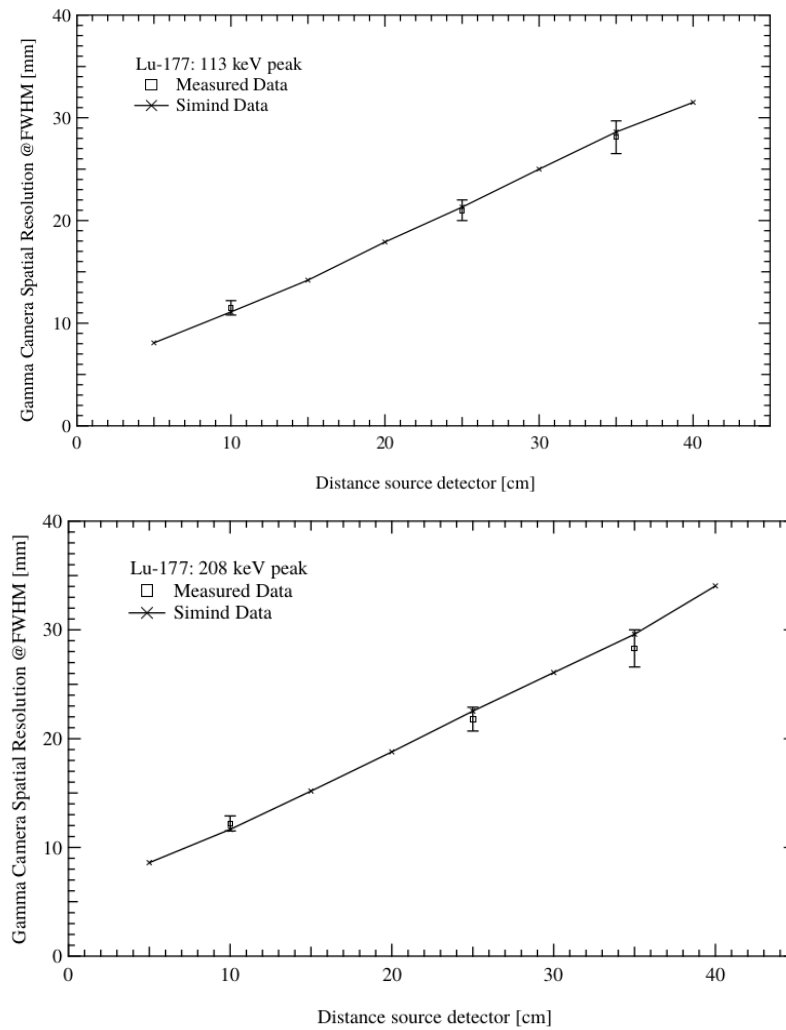 40
Lu-177: 113 keV peak
Measured Data
Simind Data
30
20
10
0
Gamma Camera Spatial Resolution @FWHM [mm]
0 10 20 30 40
Distance source detector [cm]
40
Lu-177: 208 keV peak
Measured Data
Simind Data
30
20
10
0
Gamma Camera Spatial Resolution @FWHM [mm]
0 10 20 30 40
Distance source detector [cm]